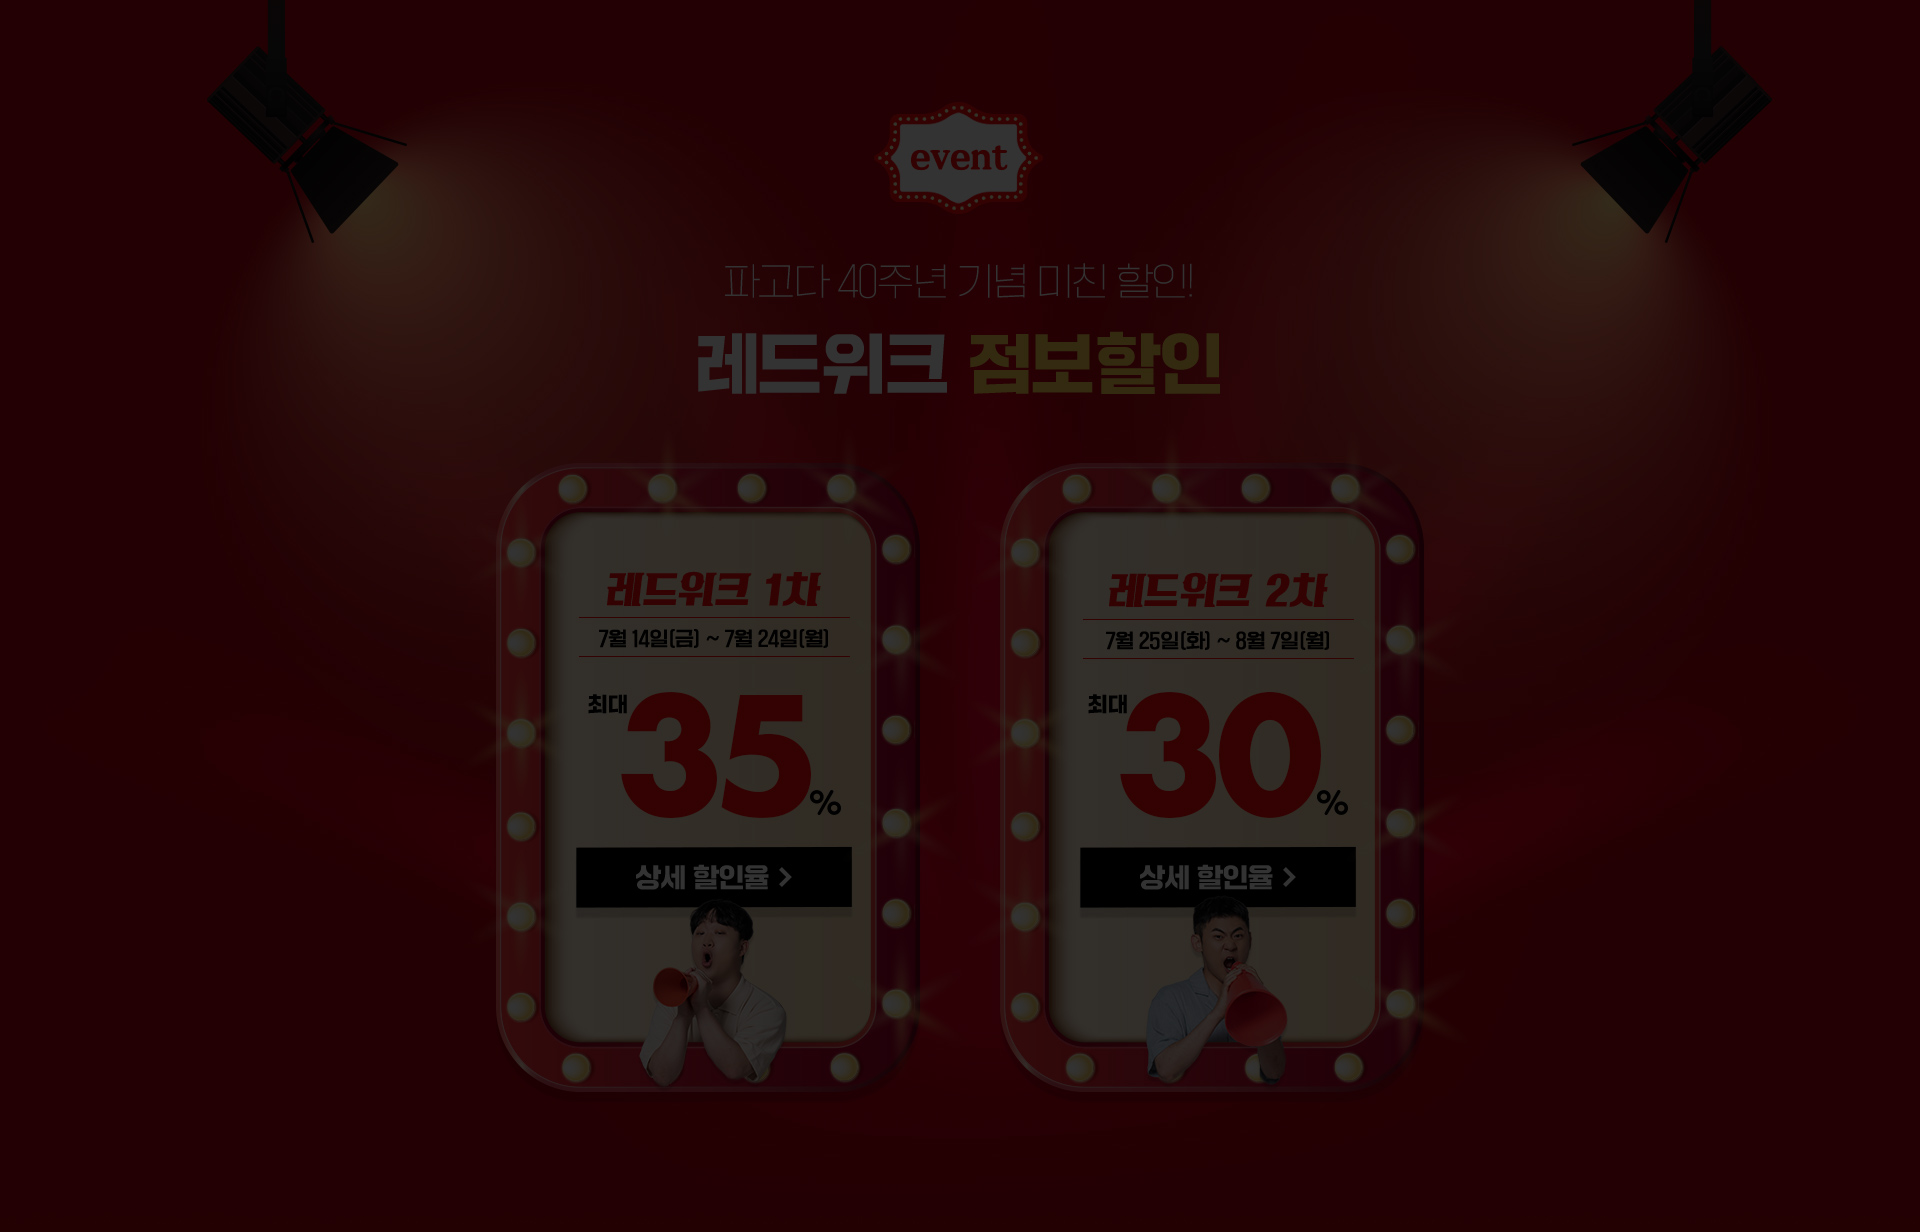 event
파고다 40주년 기념 미친 할인!
레드위크 점보할인
레드위크 1차
7월 14일(금) ~ 7월 24일(월)
최대 35%
상세 할인율 >
레드위크 2차
7월 25일(화) ~ 8월 7일(월)
최대 30%
상세 할인율 >